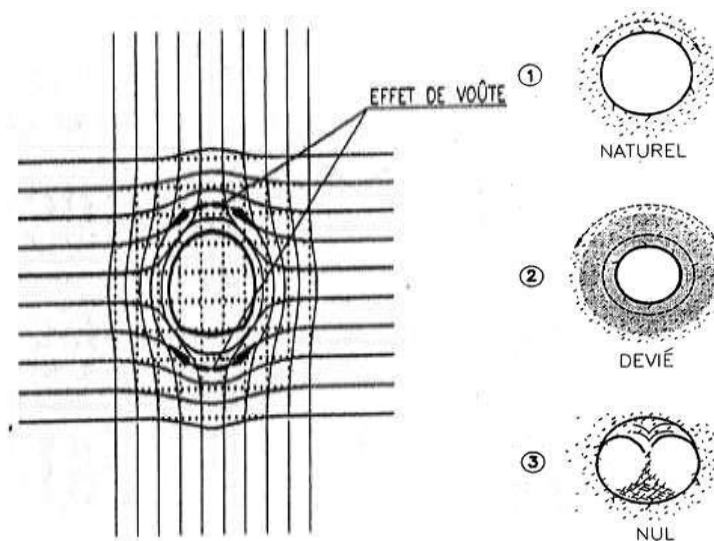 EFFET DE VOÛTE
①
NATUREL
②
DEVIÉ
③
NUL